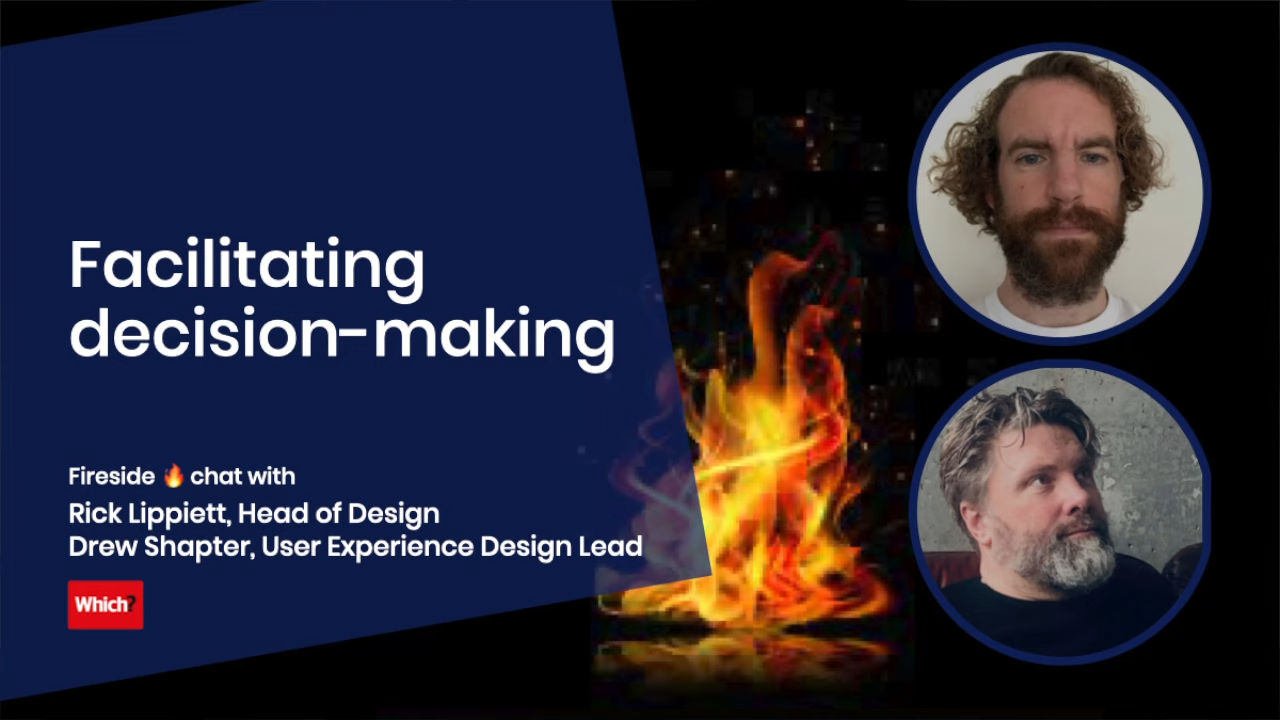 Facilitating
decision-making
Fireside 🔥 chat with
Rick Lippiett, Head of Design
Drew Shapter, User Experience Design Lead
Which?